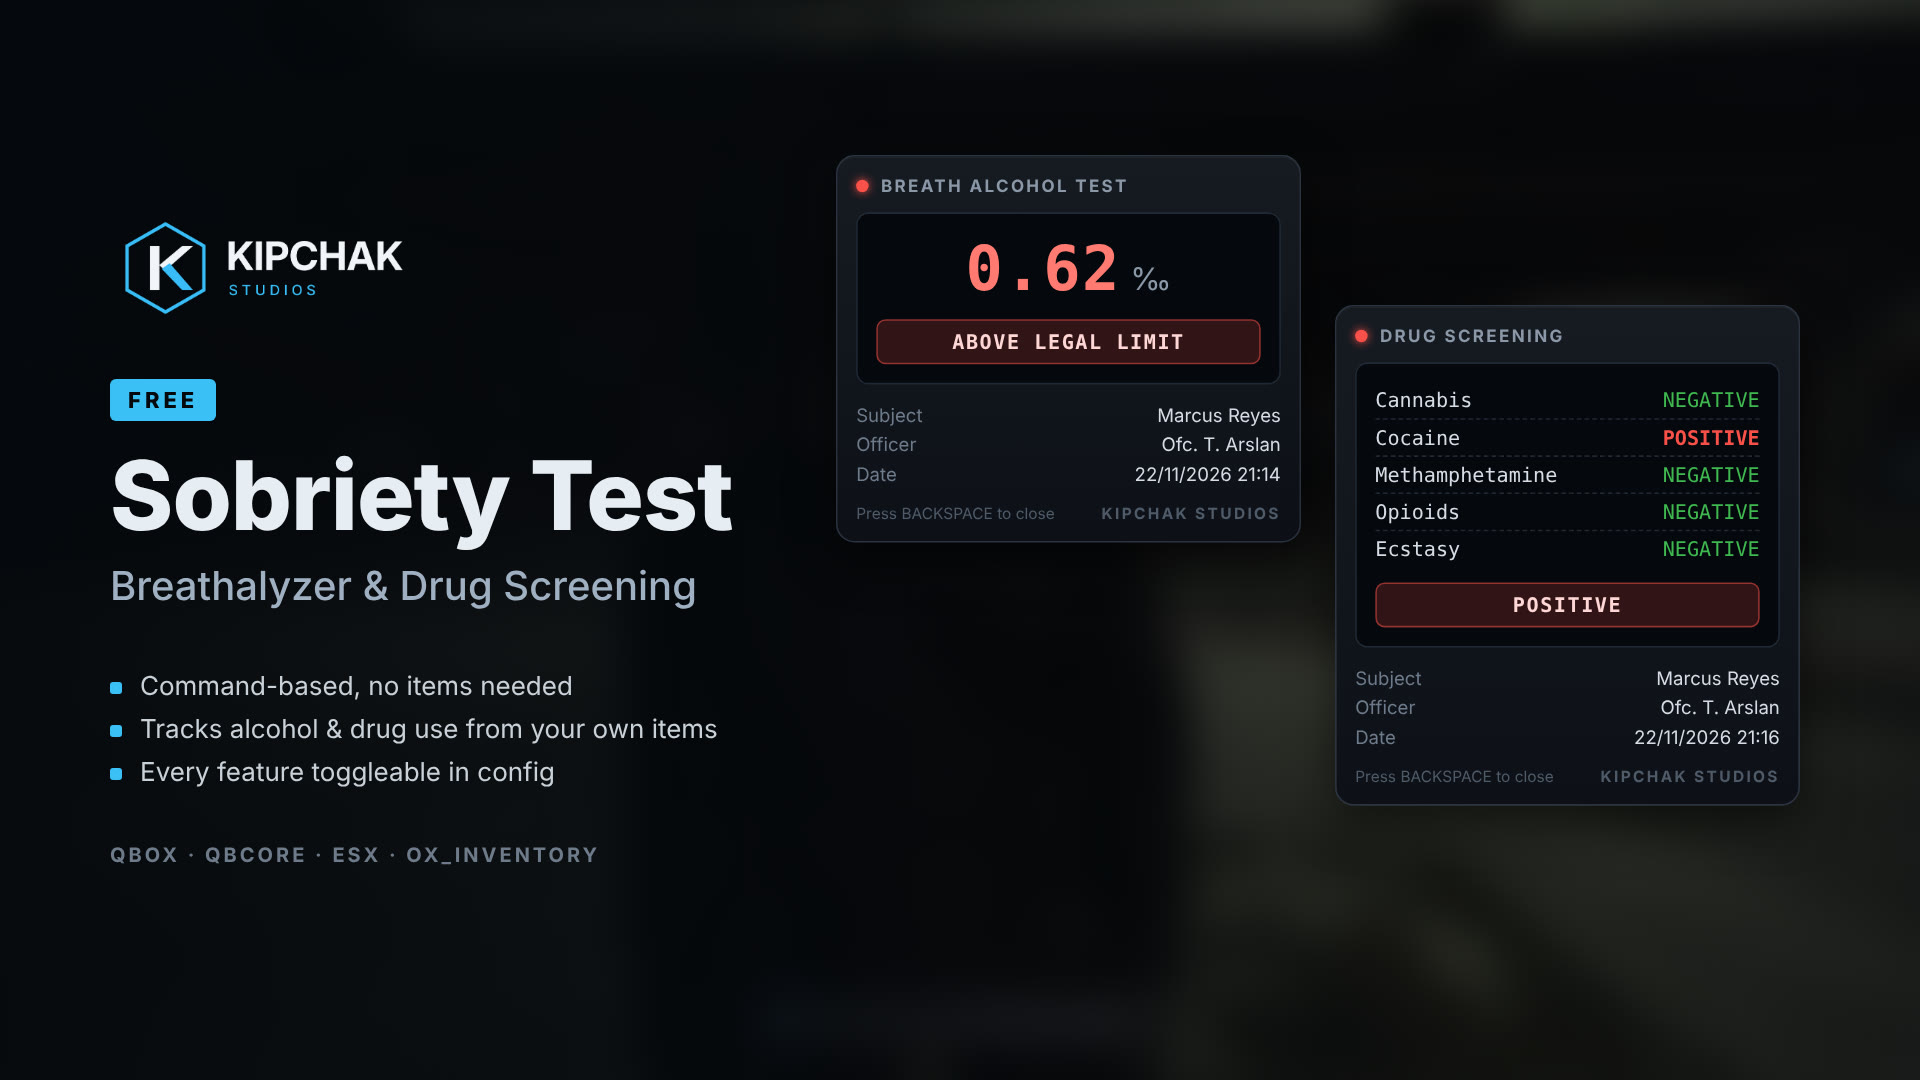 KIPCHAK
STUDIOS
FREE
Sobriety Test
Breathalyzer & Drug Screening
Command-based, no items needed
Tracks alcohol & drug use from your own items
Every feature toggleable in config
QBOX · QBCORE · ESX · OX_INVENTORY
BREATH ALCOHOL TEST
0.62 ‰
ABOVE LEGAL LIMIT
Subject Marcus Reyes
Officer Ofc. T. Arslan
Date 22/11/2026 21:14
Press BACKSPACE to close KIPCHAK STUDIOS
DRUG SCREENING
Cannabis NEGATIVE
Cocaine POSITIVE
Methamphetamine NEGATIVE
Opioids NEGATIVE
Ecstasy NEGATIVE
POSITIVE
Subject Marcus Reyes
Officer Ofc. T. Arslan
Date 22/11/2026 21:16
Press BACKSPACE to close KIPCHAK STUDIOS